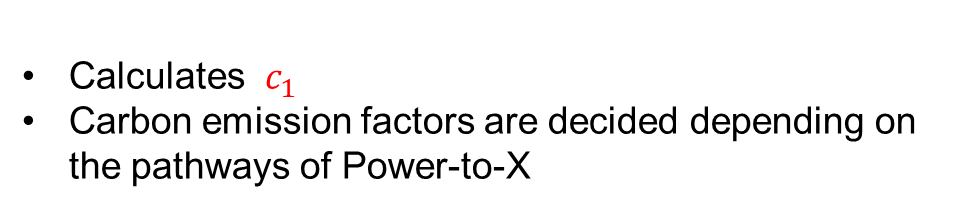 • Calculates c₁
• Carbon emission factors are decided depending on
the pathways of Power-to-X